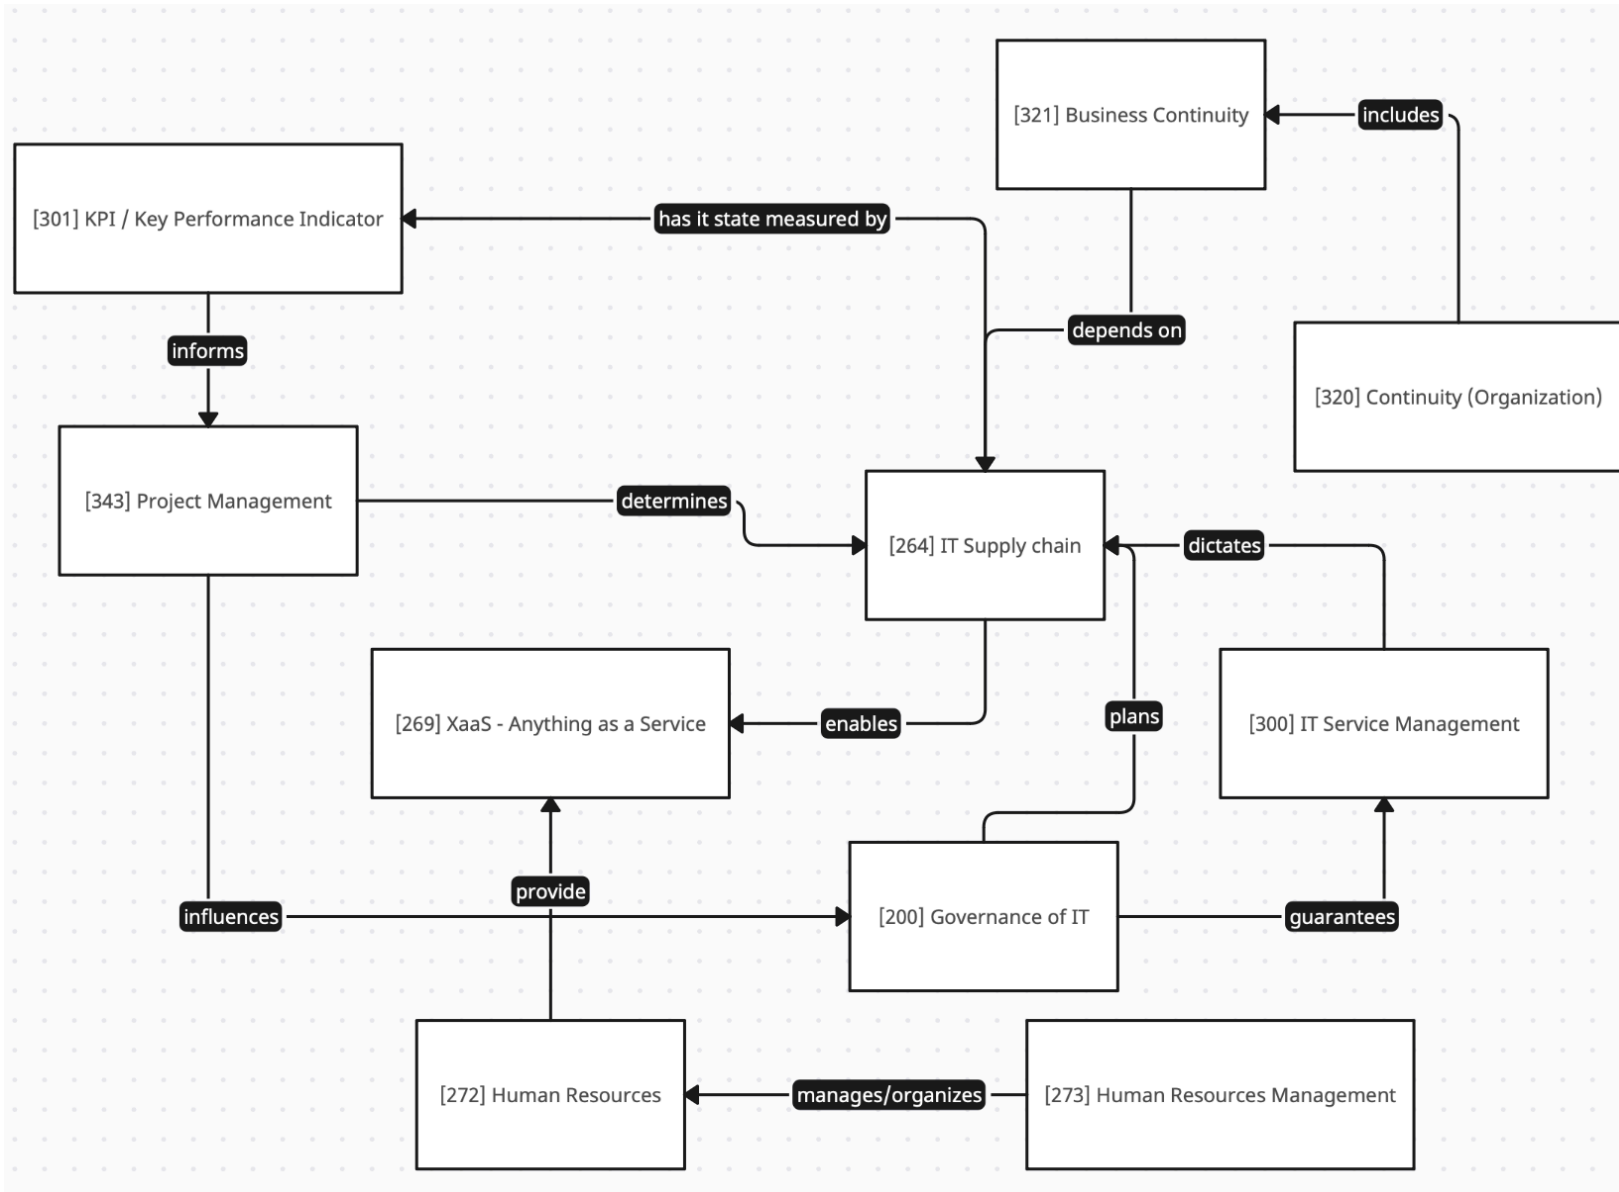 [321] Business Continuity
includes
[301] KPI / Key Performance Indicator
has it state measured by
depends on
informs
[320] Continuity (Organization)
[343] Project Management
determines
[264] IT Supply chain
dictates
[269] XaaS - Anything as a Service
enables
plans
[300] IT Service Management
provide
influences
[200] Governance of IT
guarantees
[272] Human Resources
manages/organizes
[273] Human Resources Management